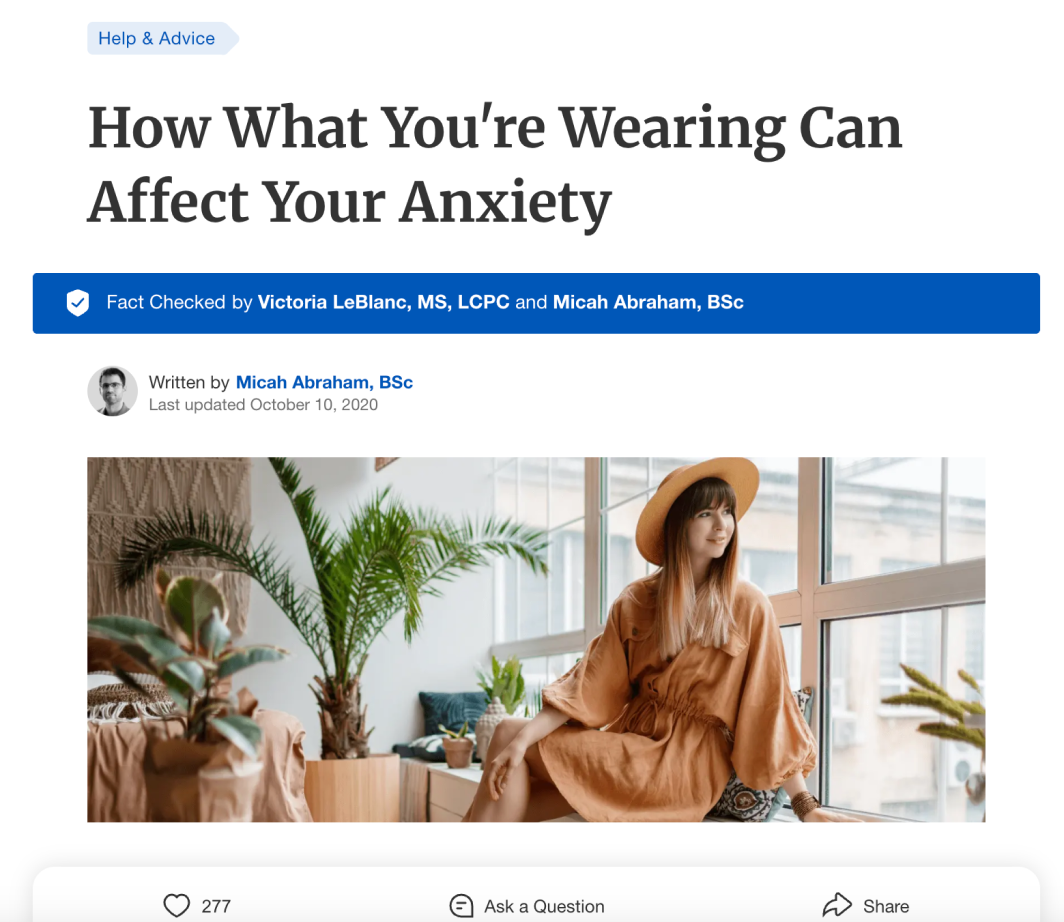 Help & Advice
How What You're Wearing Can
Affect Your Anxiety
Fact Checked by Victoria LeBlanc, MS, LCPC and Micah Abraham, BSc
Written by Micah Abraham, BSc
Last updated October 10, 2020
277
Ask a Question
Share